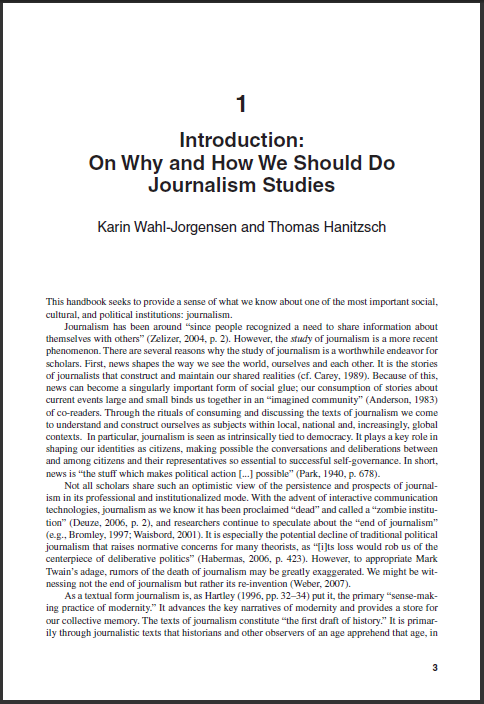 1
Introduction:
On Why and How We Should Do
Journalism Studies
Karin Wahl-Jorgensen and Thomas Hanitzsch
This handbook seeks to provide a sense of what we know about one of the most important social,
cultural, and political institutions: journalism.
Journalism has been around “since people recognized a need to share information about
themselves with others” (Zelizer, 2004, p. 2). However, the study of journalism is a more recent
phenomenon. There are several reasons why the study of journalism is a worthwhile endeavor for
scholars. First, news shapes the way we see the world, ourselves and each other. It is the stories
of journalists that construct and maintain our shared realities (cf. Carey, 1989). Because of this,
news can become a singularly important form of social glue; our consumption of stories about
current events large and small binds us together in an “imagined community” (Anderson, 1983)
of co-readers. Through the rituals of consuming and discussing the texts of journalism we come
to understand and construct ourselves as subjects within local, national and, increasingly, global
contexts. In particular, journalism is seen as intrinsically tied to democracy. It plays a key role in
shaping our identities as citizens, making possible the conversations and deliberations between
and among citizens and their representatives so essential to successful self-governance. In short,
news is “the stuff which makes political action [...] possible” (Park, 1940, p. 678).
Not all scholars share such an optimistic view of the persistence and prospects of journal-
ism in its professional and institutionalized mode. With the advent of interactive communication
technologies, journalism as we know it has been proclaimed “dead” and called a “zombie institu-
tion” (Deuze, 2006, p. 2), and researchers continue to speculate about the “end of journalism”
(e.g., Bromley, 1997; Waisbord, 2001). It is especially the potential decline of traditional political
journalism that raises normative concerns for many theorists, as “[i]ts loss would rob us of the
centerpiece of deliberative politics” (Habermas, 2006, p. 423). However, to appropriate Mark
Twain’s adage, rumors of the death of journalism may be greatly exaggerated. We might be wit-
nessing not the end of journalism but rather its re-invention (Weber, 2007).
As a textual form journalism is, as Hartley (1996, pp. 32–34) put it, the primary “sense-mak-
ing practice of modernity.” It advances the key narratives of modernity and provides a store for
our collective memory. The texts of journalism constitute “the first draft of history.” It is primar-
ily through journalistic texts that historians and other observers of an age apprehend that age, in
3